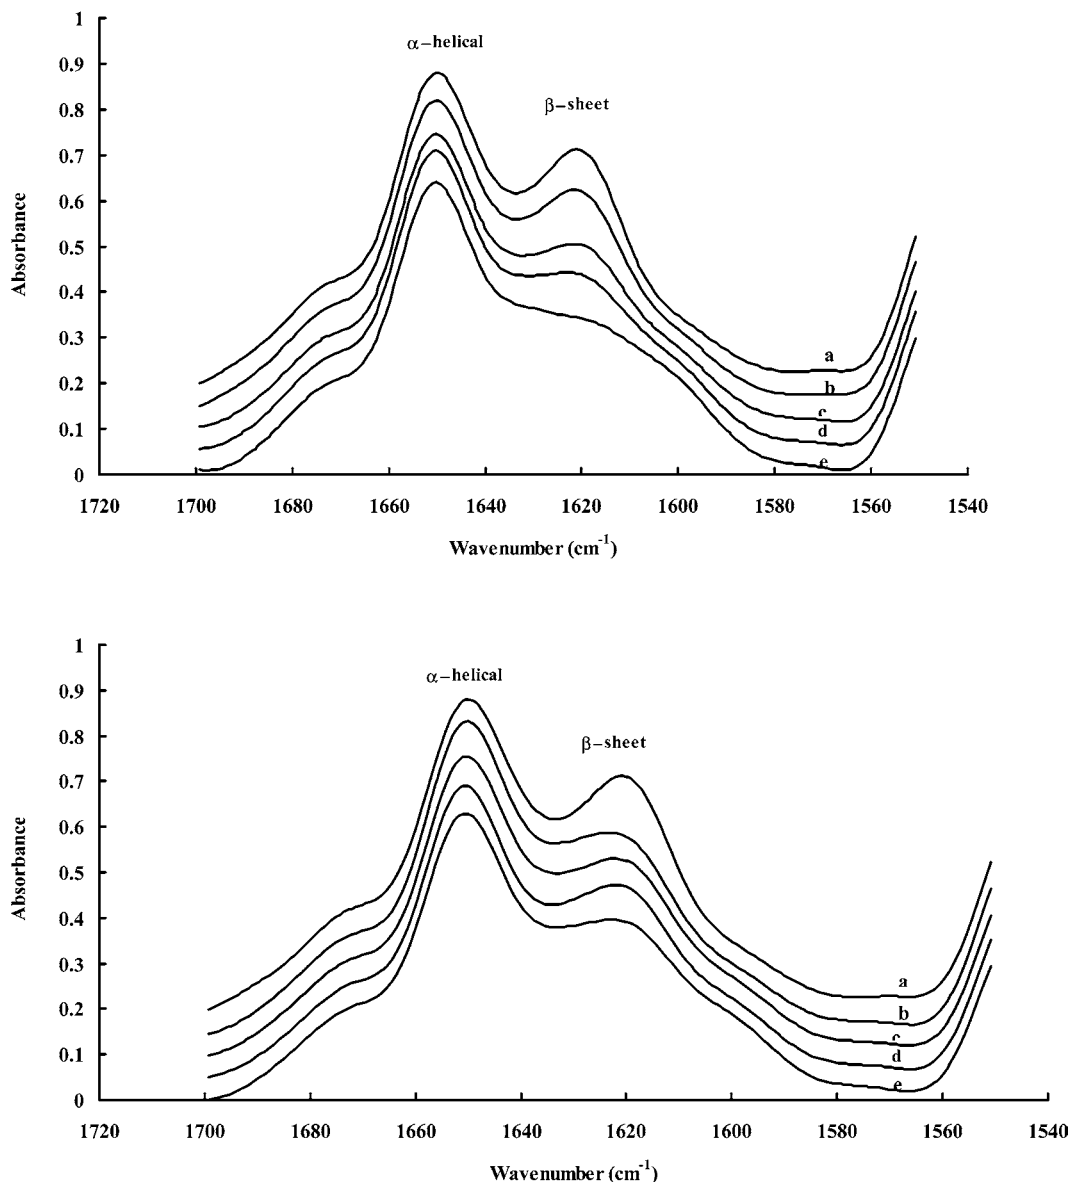 1
α−helical
0.9
β−sheet
0.8
0.7
0.6
0.5
0.4
0.3
0.2
0.1
0
Absorbance
a
b
c
d
e
1720 1700 1680 1660 1640 1620 1600 1580 1560 1540
Wavenumber (cm-1)
1
α−helical
0.9
β−sheet
0.8
0.7
0.6
0.5
0.4
0.3
0.2
0.1
0
Absorbance
a
b
c
d
e
1720 1700 1680 1660 1640 1620 1600 1580 1560 1540
Wavenumber (cm-1)